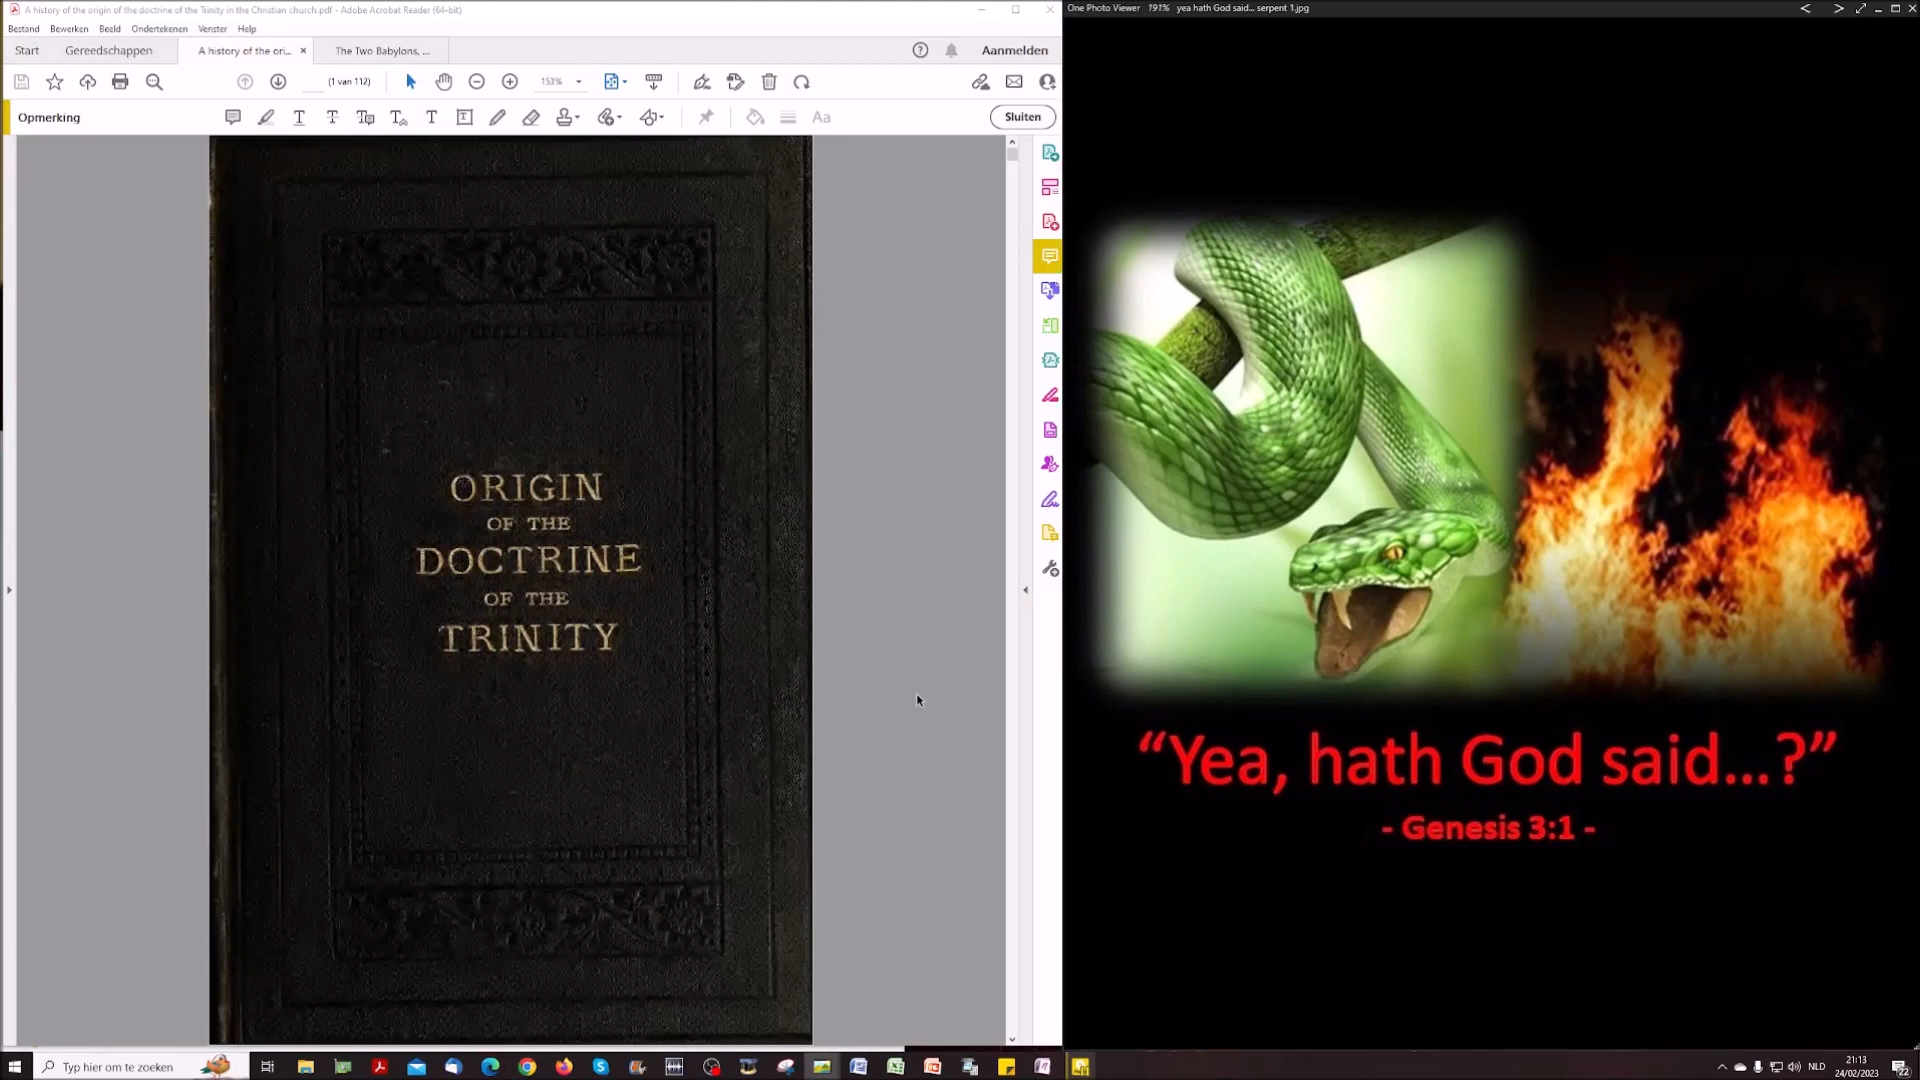 A history of the origin of the doctrine of the Trinity in the Christian church.pdf - Adobe Acrobat Reader (64-bit)
Bestand Bewerken Beeld Ondertekenen Venster Help
Start Gereedschappen A history of the ori... × The Two Babylons, ... Aanmelden
(1 van 112) 153%
Opmerking Sluiten
ORIGIN
OF THE
DOCTRINE
OF THE
TRINITY
One Photo Viewer 191% yea hath God said... serpent 1.jpg
“Yea, hath God said...?”
- Genesis 3:1 -
Typ hier om te zoeken
NLD
21:13
24/02/2023
22